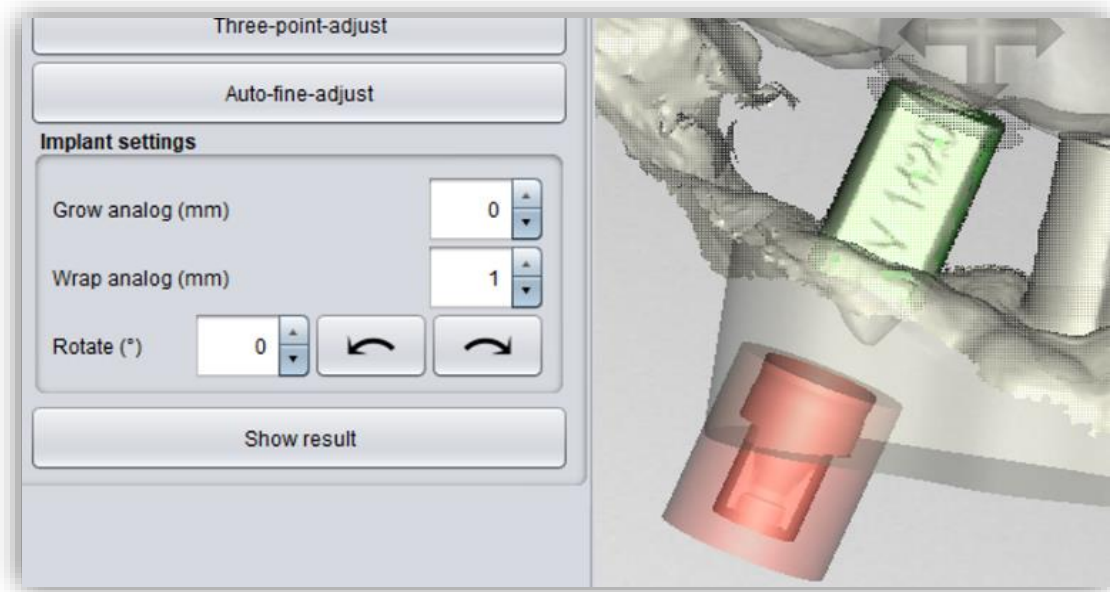 Three-point-adjust
Auto-fine-adjust
Implant settings
Grow analog (mm) 0
Wrap analog (mm) 1
Rotate (°) 0
Show result